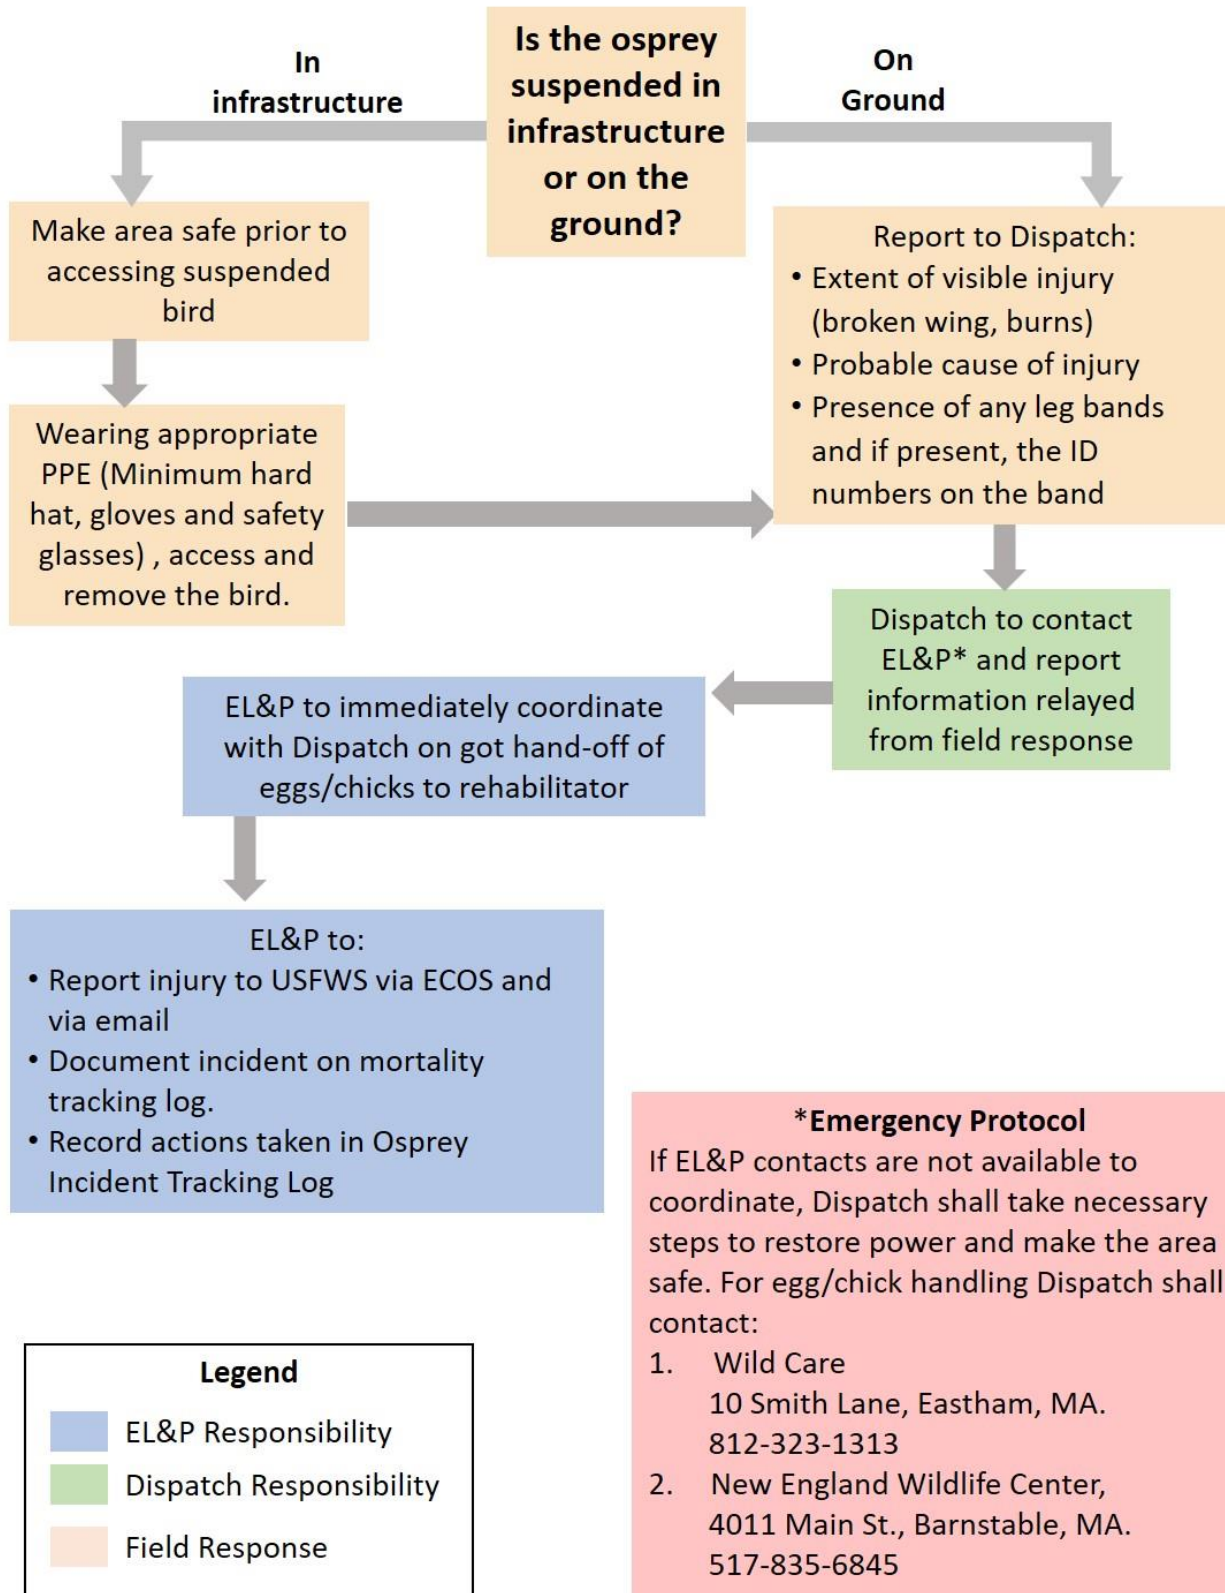 Is the osprey
suspended in
infrastructure
or on the
ground?
In
infrastructure
On
Ground
Make area safe prior to
accessing suspended
bird
Wearing appropriate
PPE (Minimum hard
hat, gloves and safety
glasses) , access and
remove the bird.
Report to Dispatch:
• Extent of visible injury
(broken wing, burns)
• Probable cause of injury
• Presence of any leg bands
and if present, the ID
numbers on the band
Dispatch to contact
EL&P* and report
information relayed
from field response
EL&P to immediately coordinate
with Dispatch on got hand-off of
eggs/chicks to rehabilitator
EL&P to:
• Report injury to USFWS via ECOS and
via email
• Document incident on mortality
tracking log.
• Record actions taken in Osprey
Incident Tracking Log
*Emergency Protocol
If EL&P contacts are not available to
coordinate, Dispatch shall take necessary
steps to restore power and make the area
safe. For egg/chick handling Dispatch shall
contact:
1. Wild Care
10 Smith Lane, Eastham, MA.
812-323-1313
2. New England Wildlife Center,
4011 Main St., Barnstable, MA.
517-835-6845
Legend
EL&P Responsibility
Dispatch Responsibility
Field Response